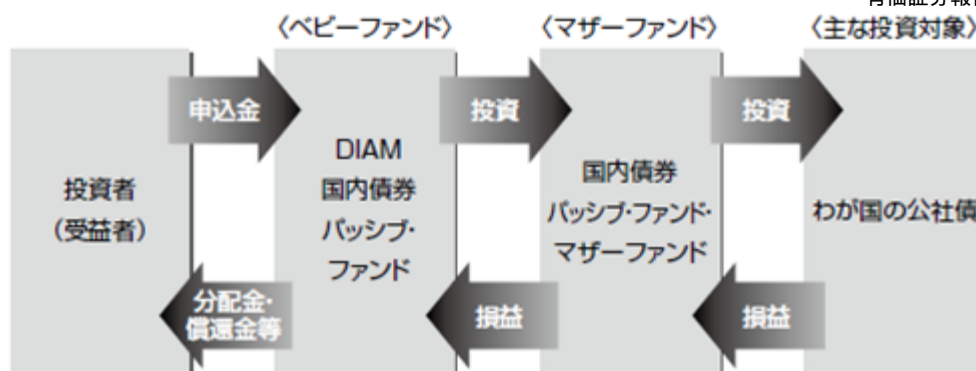 〈ベビーファンド〉
〈マザーファンド〉
〈主な投資対象〉
申込金
投資
投資
投資者
（受益者）
DIAM
国内債券
パッシブ・
ファンド
国内債券
パッシブ・ファンド・
マザーファンド
わが国の公社債
分配金・
償還金等
損益
損益